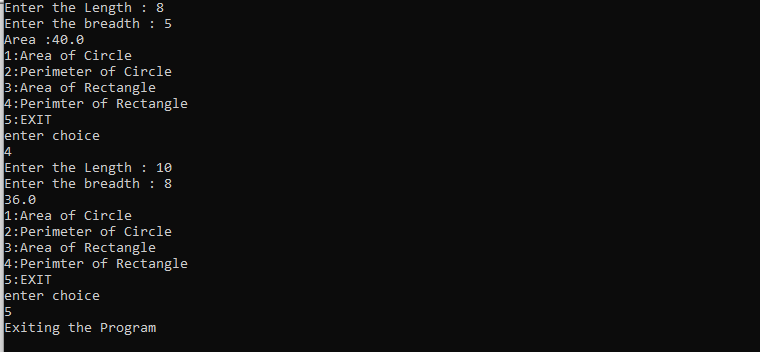 Enter the Length : 8
Enter the breadth : 5
Area :40.0
1:Area of Circle
2:Perimeter of Circle
3:Area of Rectangle
4:Perimter of Rectangle
5:EXIT
enter choice
4
Enter the Length : 10
Enter the breadth : 8
36.0
1:Area of Circle
2:Perimeter of Circle
3:Area of Rectangle
4:Perimter of Rectangle
5:EXIT
enter choice
5
Exiting the Program